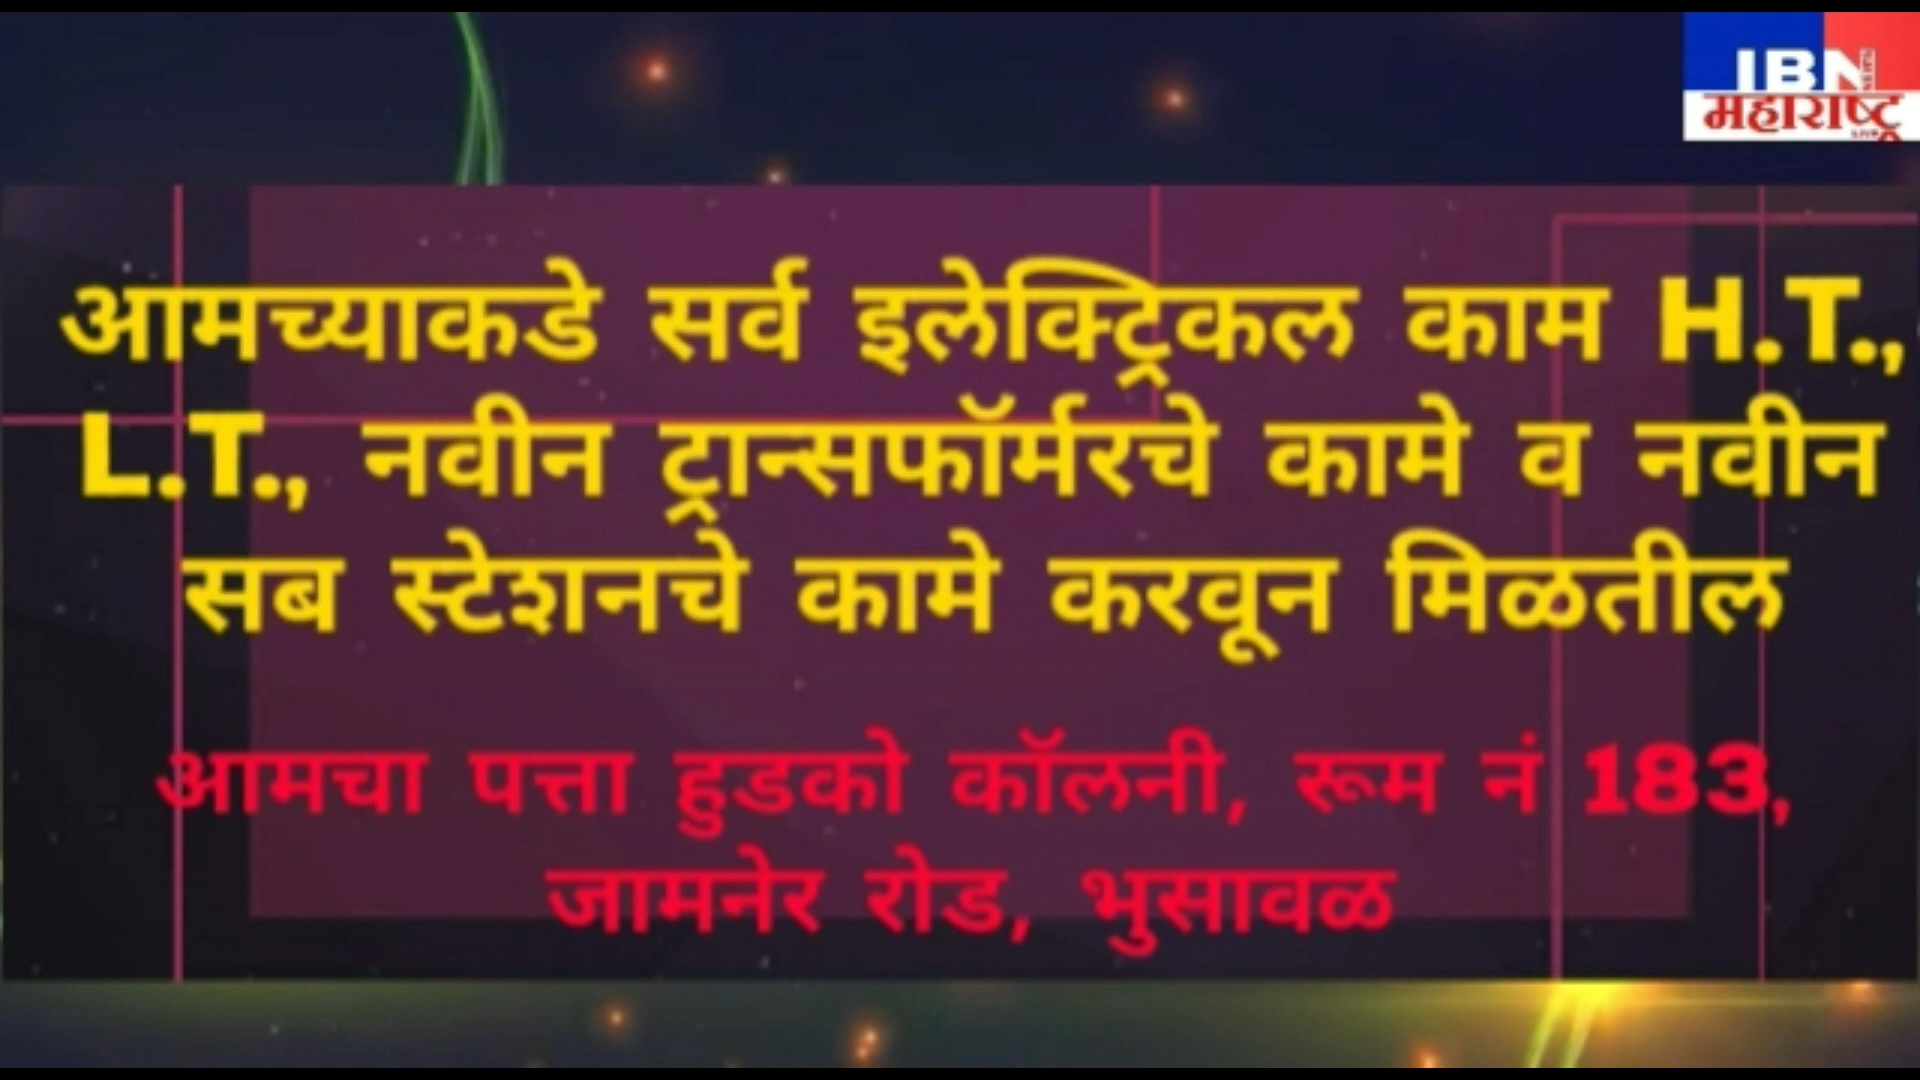 IBN
महाराष्ट्र
आमच्याकडे सर्व इलेक्ट्रिकल काम H.T.,
L.T., नवीन ट्रान्सफॉर्मरचे कामे व नवीन
सब स्टेशनचे कामे करवून मिळतील
आमचा पत्ता हुडको कॉलनी, रूम नं 183,
जामनेर रोड, भुसावळ